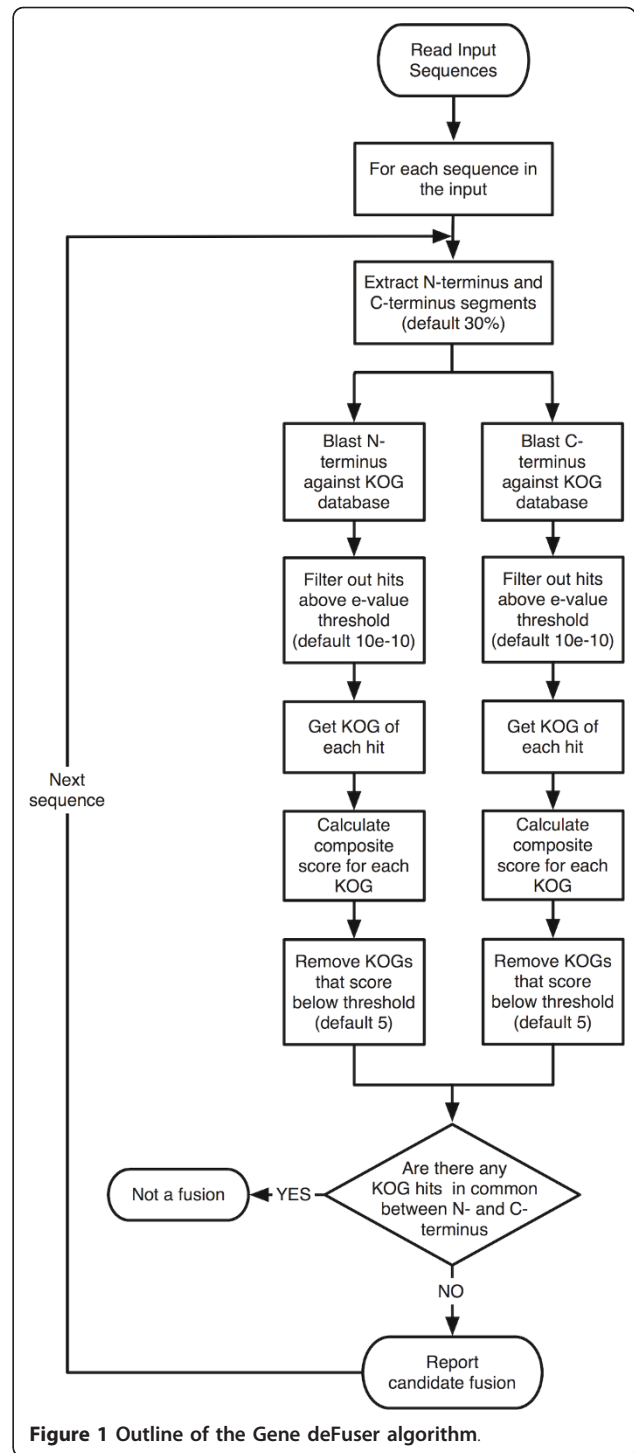 Read Input
Sequences
For each sequence in
the input
Extract N-terminus and
C-terminus segments
(default 30%)
Blast N-
terminus
against KOG
database
Blast C-
terminus
against KOG
database
Filter out hits
above e-value
threshold
(default 10e-10)
Filter out hits
above e-value
threshold
(default 10e-10)
Get KOG of
each hit
Get KOG of
each hit
Next
sequence
Calculate
composite
score for each
KOG
Calculate
composite
score for each
KOG
Remove KOGs
that score
below threshold
(default 5)
Remove KOGs
that score
below threshold
(default 5)
Are there any
KOG hits in common
between N- and C-
terminus
YES
Not a fusion
NO
Report
candidate fusion
Figure 1 Outline of the Gene deFuser algorithm.